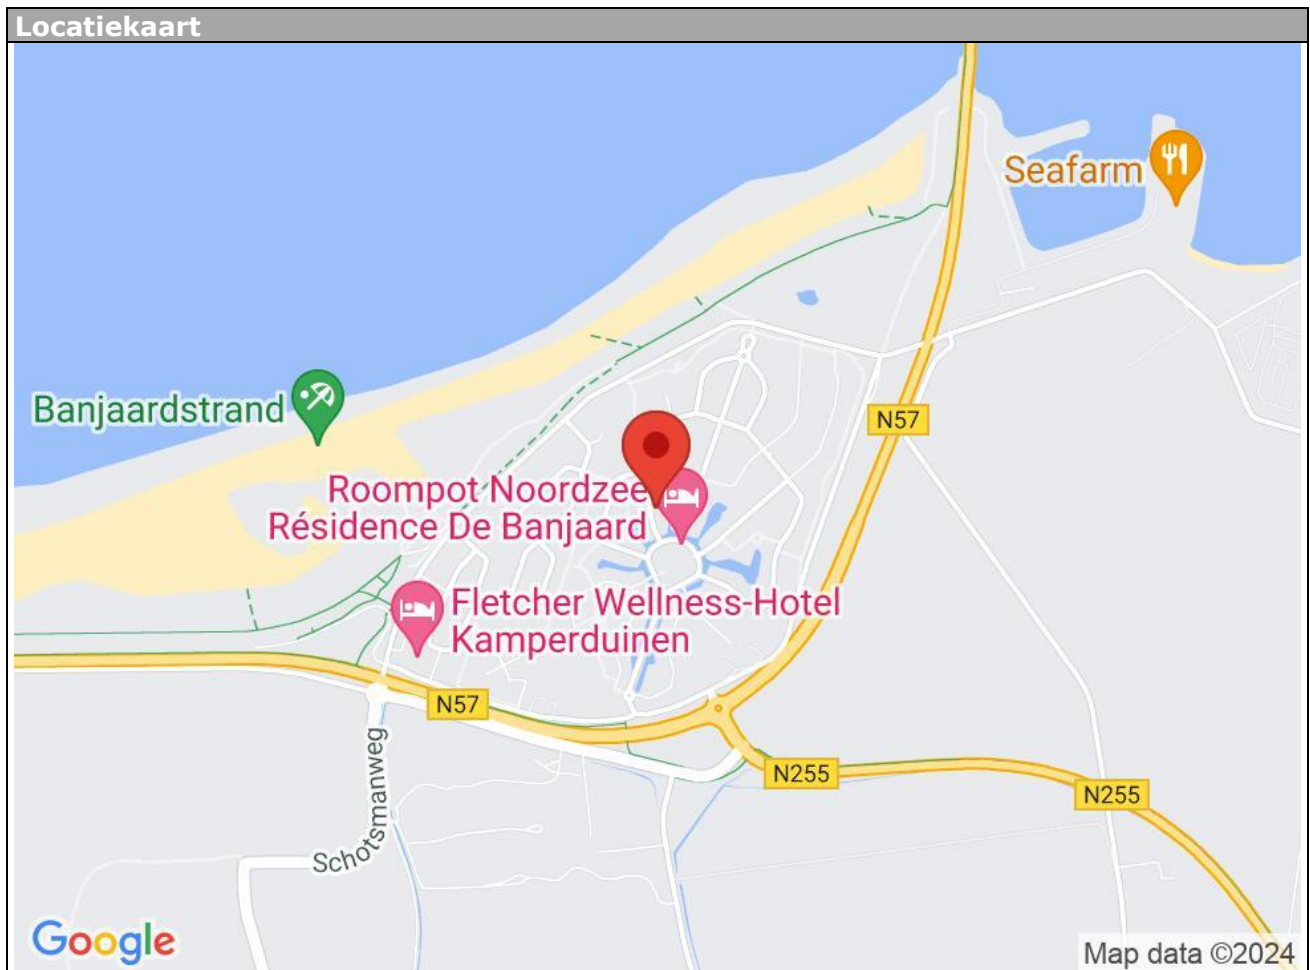 Locatiekaart
Seafarm
Banjaardstrand
N57
Roompot Noordzee
Résidence De Banjaard
Fletcher Wellness-Hotel
Kamperduinen
N57
Schotsmanweg
N255
N255
Google
Map data ©2024